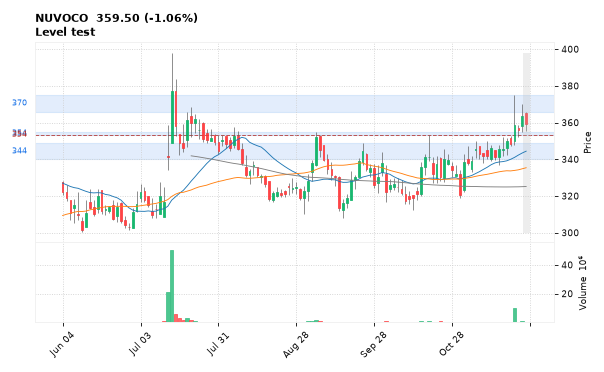 NUVOCO 359.50 (-1.06%)
Level test
400
380
370
360
354
344
340
320
300
Price
40
20
Volume 10⁶
Jun 04
Jul 03
Jul 31
Aug 28
Sep 28
Oct 28